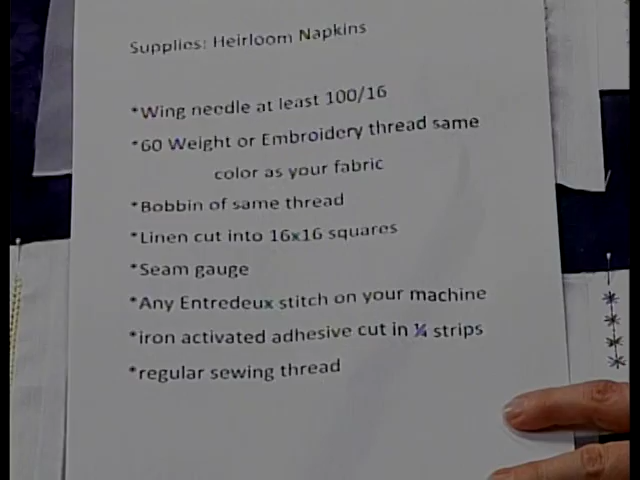 Supplies: Heirloom Napkins
*Wing needle at least 100/16
*60 Weight or Embroidery thread same
color as your fabric
*Bobbin of same thread
*Linen cut into 16x16 squares
*Seam gauge
*Any Entredeux stitch on your machine
*iron activated adhesive cut in ¼ strips
*regular sewing thread